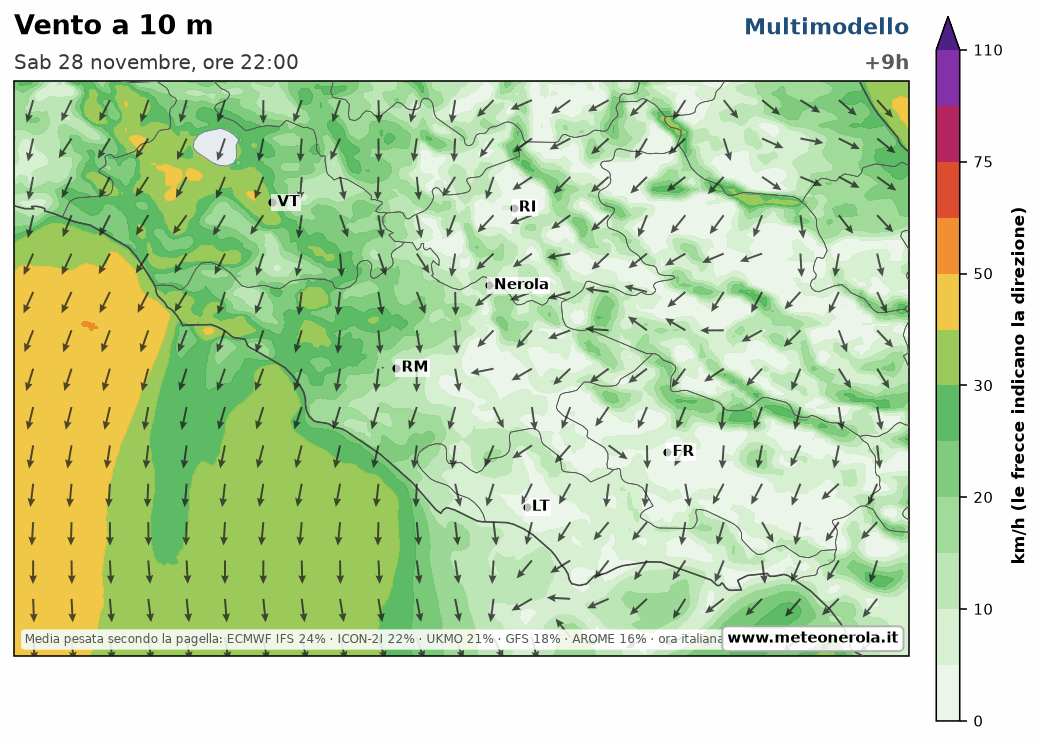 Vento a 10 m
Multimodello
Sab 28 novembre, ore 22:00
+9h
VT
RI
Nerola
RM
FR
LT
Media pesata secondo la pagella: ECMWF IFS 24% · ICON-2I 22% · UKMO 21% · GFS 18% · AROME 16% · ora italiana
www.meteonerola.it
110
75
50
30
20
10
0
km/h (le frecce indicano la direzione)